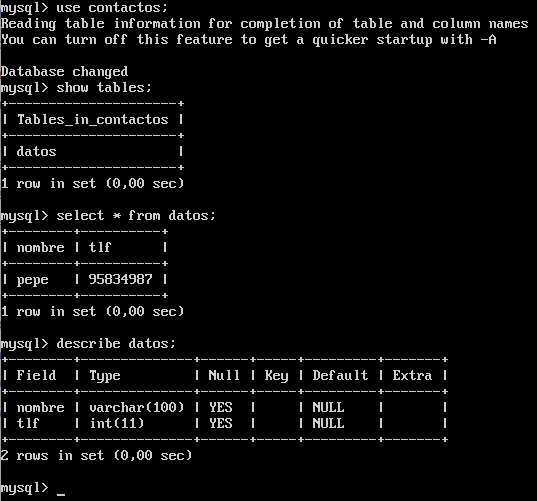 mysql> use contactos;
Reading table information for completion of table and column names
You can turn off this feature to get a quicker startup with -A

Database changed
mysql> show tables;
+---------------------+
| Tables_in_contactos |
+---------------------+
| datos               |
+---------------------+
1 row in set (0,00 sec)

mysql> select * from datos;
+--------+----------+
| nombre | tlf      |
+--------+----------+
| pepe   | 95834987 |
+--------+----------+
1 row in set (0,00 sec)

mysql> describe datos;
+--------+--------------+------+-----+---------+-------+
| Field  | Type         | Null | Key | Default | Extra |
+--------+--------------+------+-----+---------+-------+
| nombre | varchar(100) | YES  |     | NULL    |       |
| tlf    | int(11)      | YES  |     | NULL    |       |
+--------+--------------+------+-----+---------+-------+
2 rows in set (0,00 sec)

mysql> _